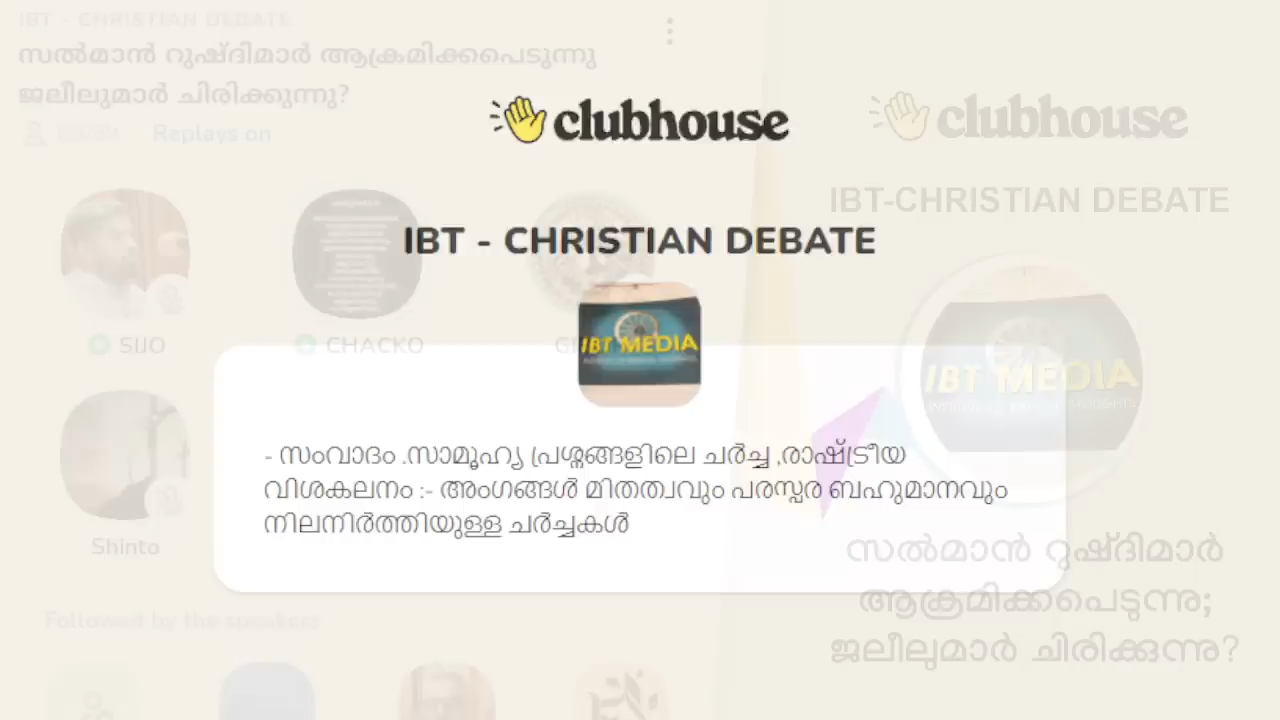 IBT - CHRISTIAN DEBATE
സൽമാൻ റുഷ്ദിമാർ ആക്രമിക്കപെടുന്നു
ജലീലുമാർ ചിരിക്കുന്നു?
Replays on
clubhouse
clubhouse
IBT-CHRISTIAN DEBATE
IBT - CHRISTIAN DEBATE
SIJO
CHACKO
IBT MEDIA
IBT MEDIA
- സംവാദം .സാമൂഹ്യ പ്രശ്നങ്ങളിലെ ചർച്ച ,രാഷ്ട്രീയ
വിശകലനം :- അംഗങ്ങൾ മിതത്വവും പരസ്പര ബഹുമാനവും
നിലനിർത്തിയുള്ള ചർച്ചകൾ
Shinto
സൽമാൻ റുഷ്ദിമാർ
ആക്രമിക്കപെടുന്നു;
ജലീലുമാർ ചിരിക്കുന്നു?
Followed by the speakers